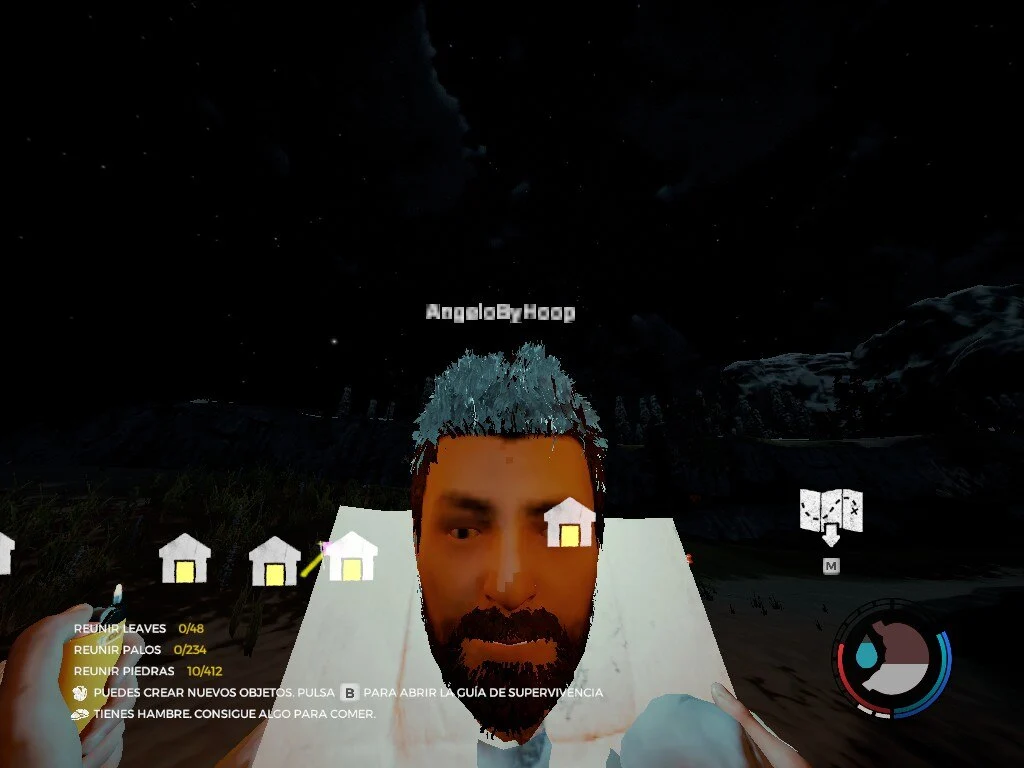 AngeloByHoop
M
REUNIR LEAVES 0/48
REUNIR PALOS 0/234
REUNIR PIEDRAS 10/412
PUEDES CREAR NUEVOS OBJETOS. PULSA B PARA ABRIR LA GUÍA DE SUPERVIVENCIA
TIENES HAMBRE. CONSIGUE ALGO PARA COMER.